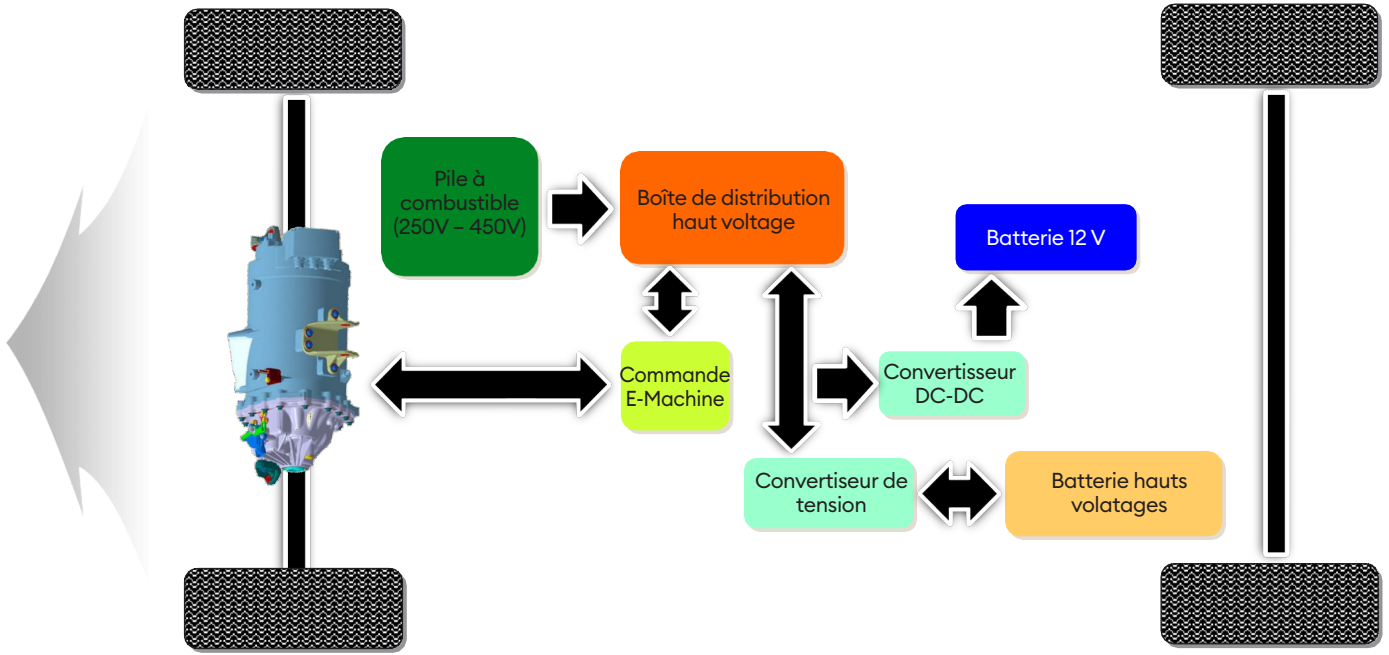 Pile à
combustible
(250V – 450V)
Boîte de distribution
haut voltage
Batterie 12 V
Commande
E-Machine
Convertisseur
DC-DC
Convertiseur de
tension
Batterie hauts
volatages